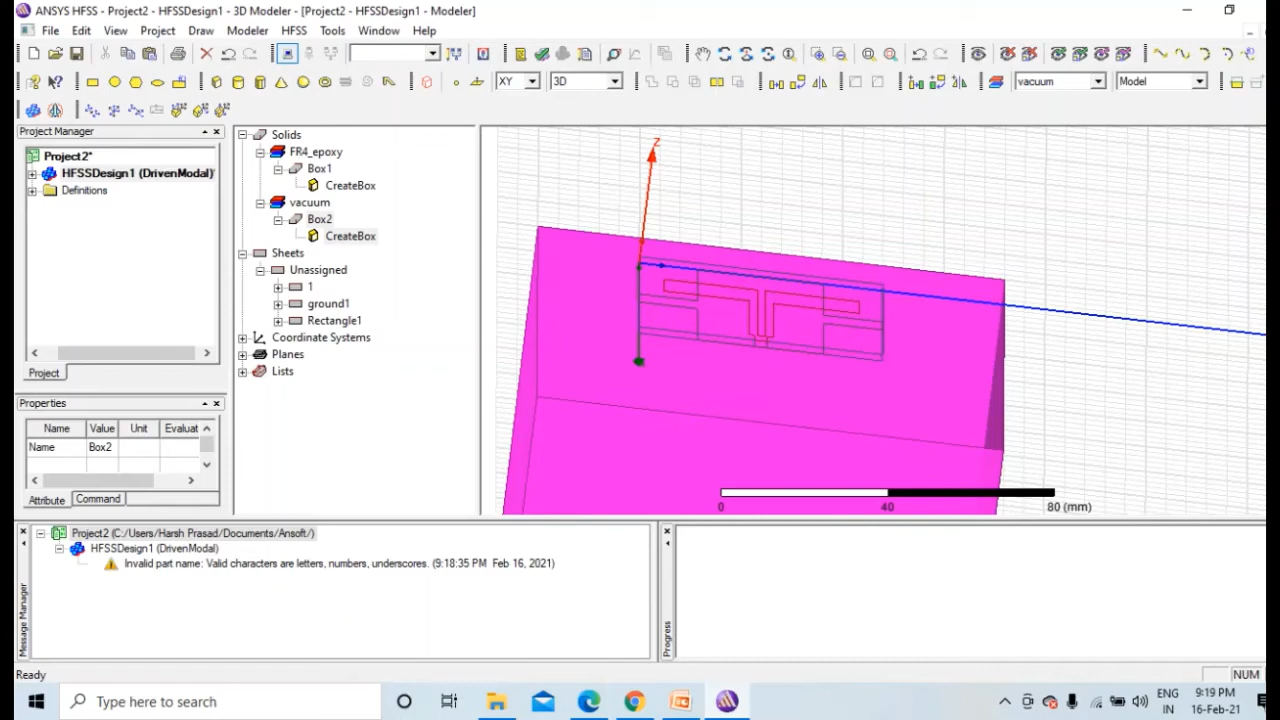 ANSYS HFSS - Project2 - HFSSDesign1 - 3D Modeler - [Project2 - HFSSDesign1 - Modeler]
File Edit View Project Draw Modeler HFSS Tools Window Help
XY 3D vacuum Model
Project Manager
Project2*
HFSSDesign1 (DrivenModal)*
Definitions
Project
Properties
Name Value Unit Evaluat
Name Box2
Attribute Command
Solids
FR4_epoxy
Box1
CreateBox
vacuum
Box2
CreateBox
Sheets
Unassigned
1
ground1
Rectangle1
Coordinate Systems
Planes
Lists
Z
0 40 80 (mm)
Message Manager
Project2 (C:/Users/Harsh Prasad/Documents/Ansoft/)
HFSSDesign1 (DrivenModal)
Invalid part name: Valid characters are letters, numbers, underscores. (9:18:35 PM Feb 16, 2021)
Progress
Ready
NUM
Type here to search
ENG
IN
9:19 PM
16-Feb-21